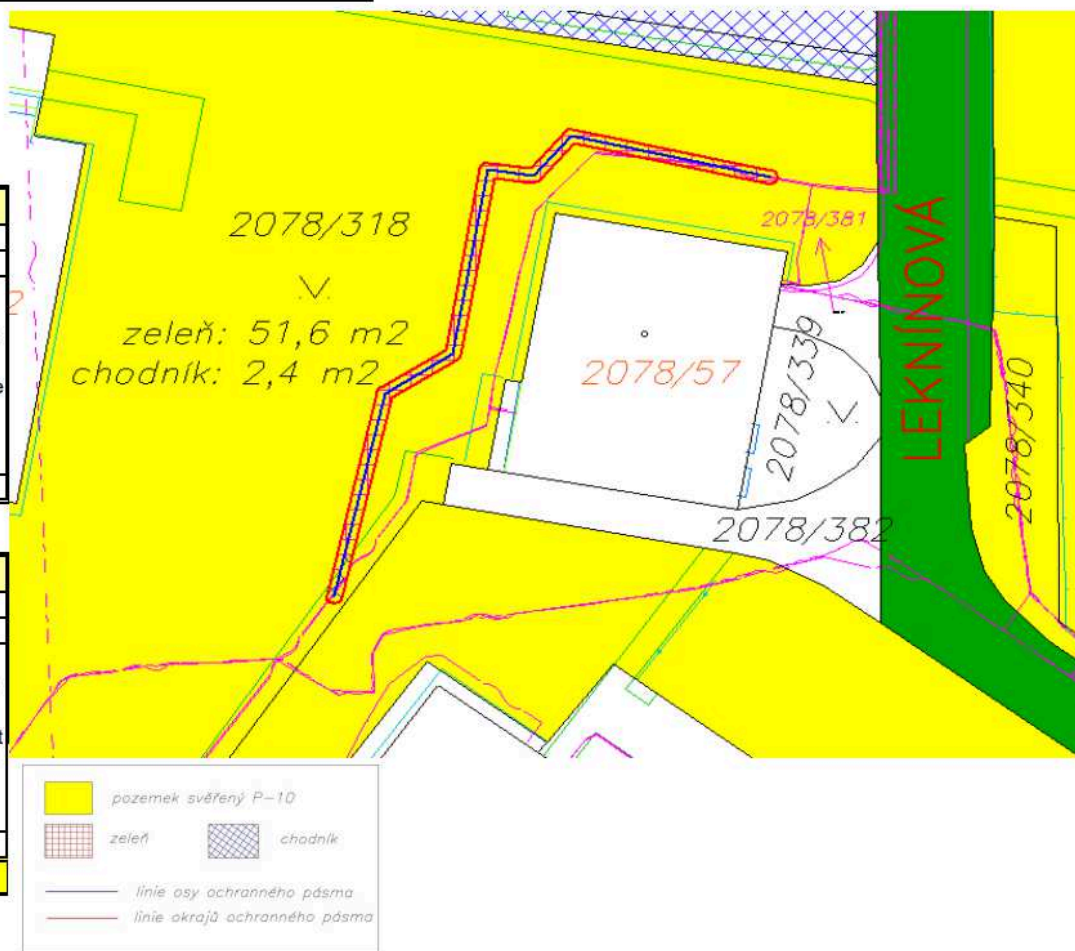 2078/318
zeleň: 51,6 m2
chodník: 2,4 m2
2078/381
2078/57
2078/339
LEKNÍNOVÁ
2078/340
2078/382
2
e
t
pozemek svěřený P-10
zeleň
chodník
línie osy ochranného pásma
línie okrajů ochranného pásma